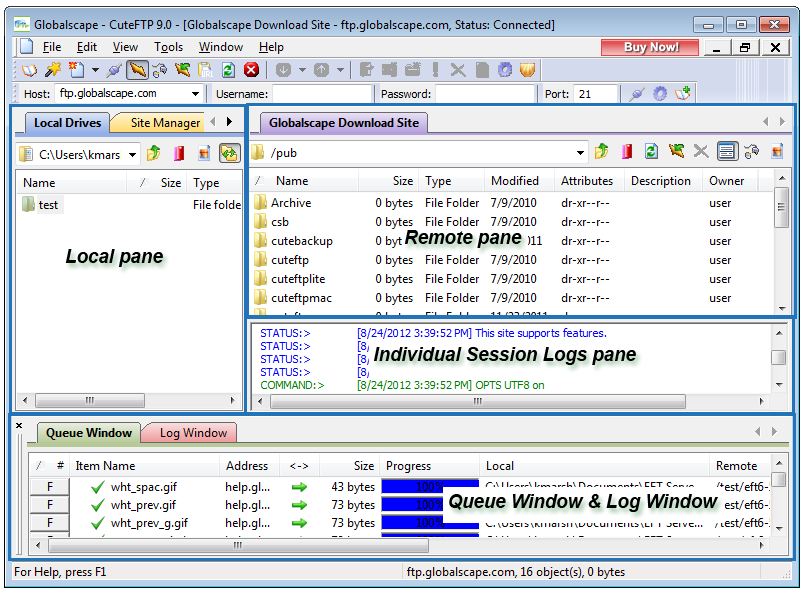 Globalscape - CuteFTP 9.0 - [Globalscape Download Site - ftp.globalscape.com, Status: Connected]
File Edit View Tools Window Help Buy Now!
Host: ftp.globalscape.com Username: Password: Port: 21
Local Drives Site Manager
C:\Users\kmars
Name / Size Type
test File folde
Local pane
Globalscape Download Site
/pub
/ Name Size Type Modified Attributes Description Owner
Archive 0 bytes File Folder 7/9/2010 dr-xr--r-- user
csb 0 bytes File Folder 7/9/2010 dr-xr--r-- user
cutebackup 0 byt 011 dr-xr--r-- user
Remote pane
cuteftp 0 bytes File Folder 7/9/2010 dr-xr--r-- user
cuteftplite 0 bytes File Folder 7/9/2010 dr-xr--r-- user
cuteftpmac 0 bytes File Folder 7/9/2010 dr-xr--r-- user
STATUS:> [8/24/2012 3:39:52 PM] This site supports features.
STATUS:> [8/
STATUS:> [8/
STATUS:> [8/
Individual Session Logs pane
COMMAND:> [8/24/2012 3:39:52 PM] OPTS UTF8 on
Queue Window Log Window
/ # Item Name Address <-> Size Progress Local Remote
F wht_spac.gif help.gl... 43 bytes 100% /test/eft6-
F wht_prev.gif help.gl... 73 bytes 100% /test/eft6-
F wht_prev_g.gif help.gl... 73 bytes 100% C:\Users\kmarsh\Documents\EFT Serve... /test/eft6-
Queue Window & Log Window
For Help, press F1 ftp.globalscape.com, 16 object(s), 0 bytes